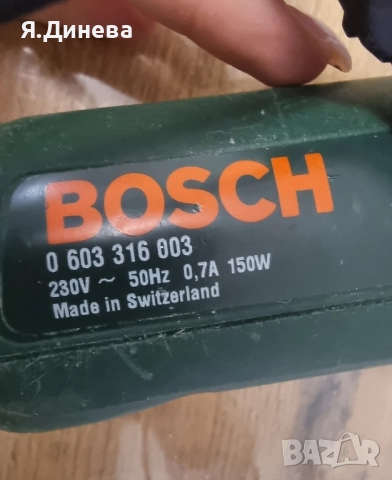 Я.Динева
BOSCH
0 603 316 003
230V ~ 50Hz 0,7A 150W
Made in Switzerland
BAZAR